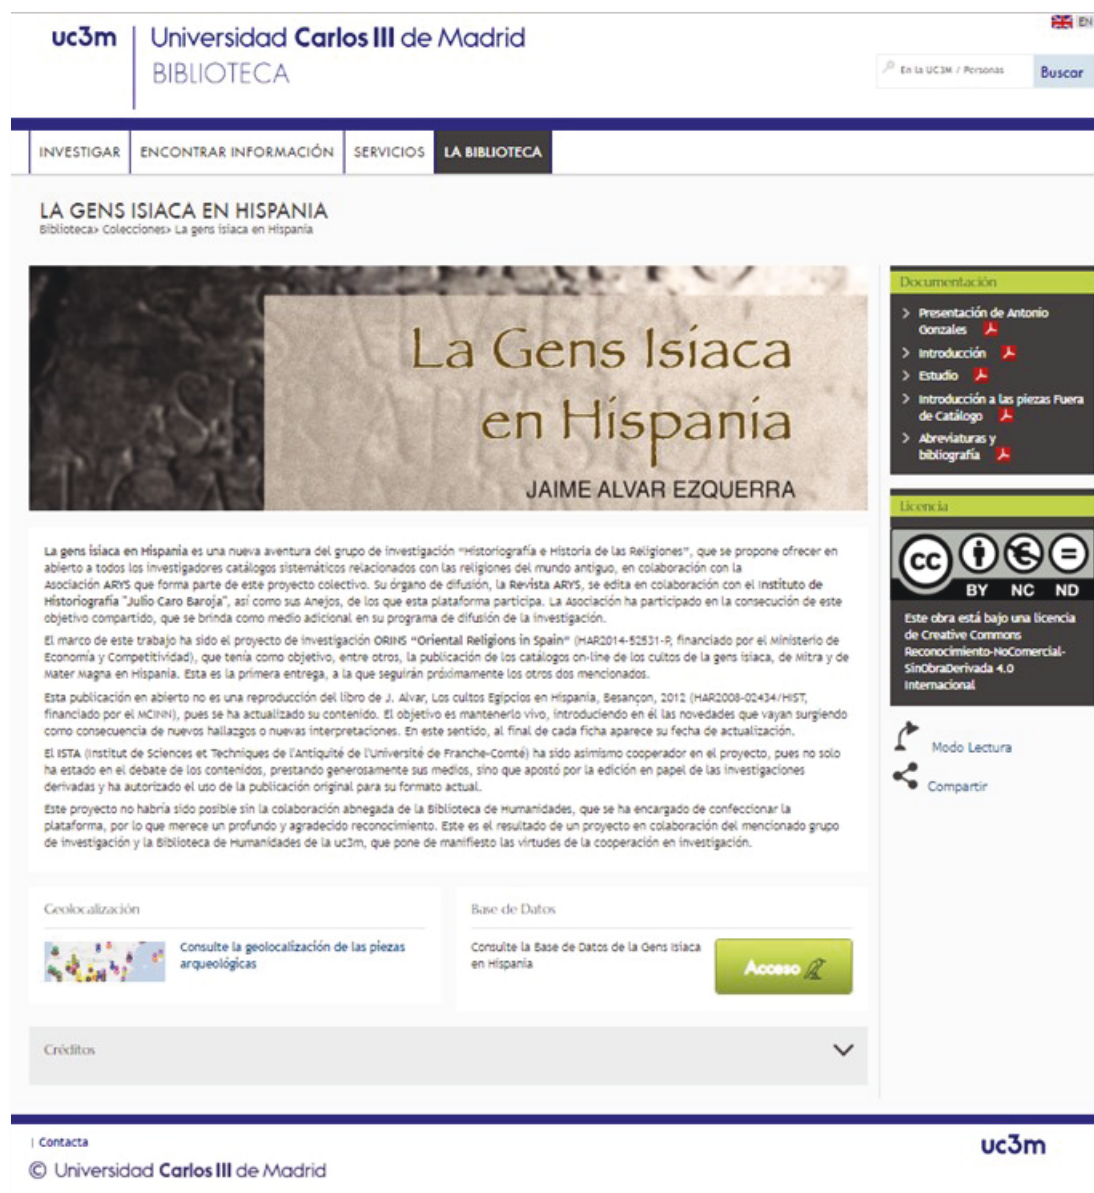 EN
uc3m
Universidad Carlos III de Madrid
BIBLIOTECA
En la UC3M / Personas
Buscar
INVESTIGAR
ENCONTRAR INFORMACIÓN
SERVICIOS
LA BIBLIOTECA
LA GENS ISIACA EN HISPANIA
Biblioteca> Colecciones> La gens isiaca en Hispania
La Gens Isiaca
en Hispania
JAIME ALVAR EZQUERRA
La gens isiaca en Hispania es una nueva aventura del grupo de investigación "Historiografía e Historia de las Religiones", que se propone ofrecer en
abierto a todos los investigadores catálogos sistemáticos relacionados con las religiones del mundo antiguo, en colaboración con la
Asociación ARYS que forma parte de este proyecto colectivo. Su órgano de difusión, la Revista ARYS, se edita en colaboración con el Instituto de
Historiografía "Julio Caro Baroja", así como sus Anejos, de los que esta plataforma participa. La Asociación ha participado en la consecución de este
objetivo compartido, que se brinda como medio adicional en su programa de difusión de la investigación.
El marco de este trabajo ha sido el proyecto de investigación ORINS "Oriental Religions in Spain" (HAR2014-52531-P, financiado por el Ministerio de
Economía y Competitividad), que tenía como objetivo, entre otros, la publicación de los catálogos on-line de los cultos de la gens isiaca, de Mitra y de
Mater Magna en Hispania. Esta es la primera entrega, a la que seguirán próximamente los otros dos mencionados.
Esta publicación en abierto no es una reproducción del libro de J. Alvar, Los cultos Egipcios en Hispania, Besançon, 2012 (HAR2008-02434/HIST,
financiado por el MCINN), pues se ha actualizado su contenido. El objetivo es mantenerlo vivo, introduciendo en él las novedades que vayan surgiendo
como consecuencia de nuevos hallazgos o nuevas interpretaciones. En este sentido, al final de cada ficha aparece su fecha de actualización.
El ISTA (Institut de Sciences et Techniques de l'Antiquité de l'Université de Franche-Comté) ha sido asimismo cooperador en el proyecto, pues no solo
ha estado en el debate de los contenidos, prestando generosamente sus medios, sino que apostó por la edición en papel de las investigaciones
derivadas y ha autorizado el uso de la publicación original para su formato actual.
Este proyecto no habría sido posible sin la colaboración abnegada de la Biblioteca de Humanidades, que se ha encargado de confeccionar la
plataforma, por lo que merece un profundo y agradecido reconocimiento. Este es el resultado de un proyecto en colaboración del mencionado grupo
de investigación y la Biblioteca de Humanidades de la uc3m, que pone de manifiesto las virtudes de la cooperación en investigación.
Geolocalización
Consulte la geolocalización de las piezas
arqueológicas
Base de Datos
Consulte la Base de Datos de la Gens Isiaca
en Hispania
Acceso
Créditos
Documentación
Presentación de Antonio
Gonzales
Introducción
Estudio
Introducción a las piezas Fuera
de Catálogo
Abreviaturas y
bibliografía
Licencia
CC
BY NC ND
Este obra está bajo una licencia
de Creative Commons
Reconocimiento-NoComercial-
SinObraDerivada 4.0
Internacional
Modo Lectura
Compartir
| Contacta
© Universidad Carlos III de Madrid
uc3m